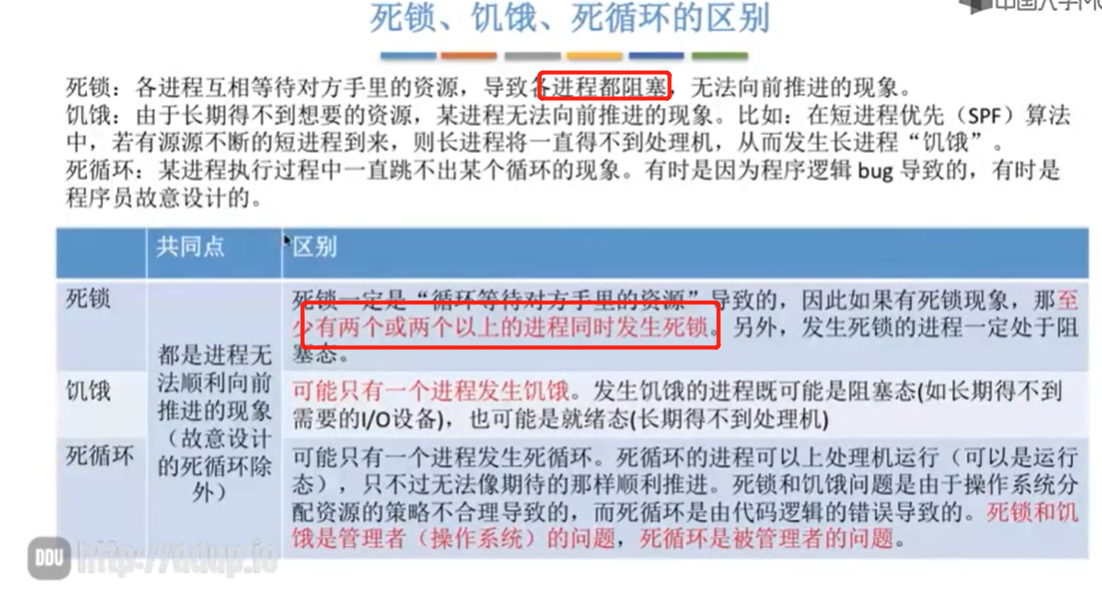 中国大学MO
死锁、饥饿、死循环的区别
死锁：各进程互相等待对方手里的资源，导致各进程都阻塞，无法向前推进的现象。
饥饿：由于长期得不到想要的资源，某进程无法向前推进的现象。比如：在短进程优先（SPF）算法
中，若有源源不断的短进程到来，则长进程将一直得不到处理机，从而发生长进程“饥饿”。
死循环：某进程执行过程中一直跳不出某个循环的现象。有时是因为程序逻辑 bug 导致的，有时是
程序员故意设计的。
共同点
区别
死锁
都是进程无
法顺利向前
推进的现象
（故意设计
的死循环除
外）
死锁一定是“循环等待对方手里的资源”导致的，因此如果有死锁现象，那至
少有两个或两个以上的进程同时发生死锁。另外，发生死锁的进程一定处于阻
塞态。
饥饿
可能只有一个进程发生饥饿。发生饥饿的进程既可能是阻塞态(如长期得不到
需要的I/O设备)，也可能是就绪态(长期得不到处理机)
死循环
可能只有一个进程发生死循环。死循环的进程可以上处理机运行（可以是运行
态），只不过无法像期待的那样顺利推进。死锁和饥饿问题是由于操作系统分
配资源的策略不合理导致的，而死循环是由代码逻辑的错误导致的。死锁和饥
饿是管理者（操作系统）的问题，死循环是被管理者的问题。
DDU http://ddup.io